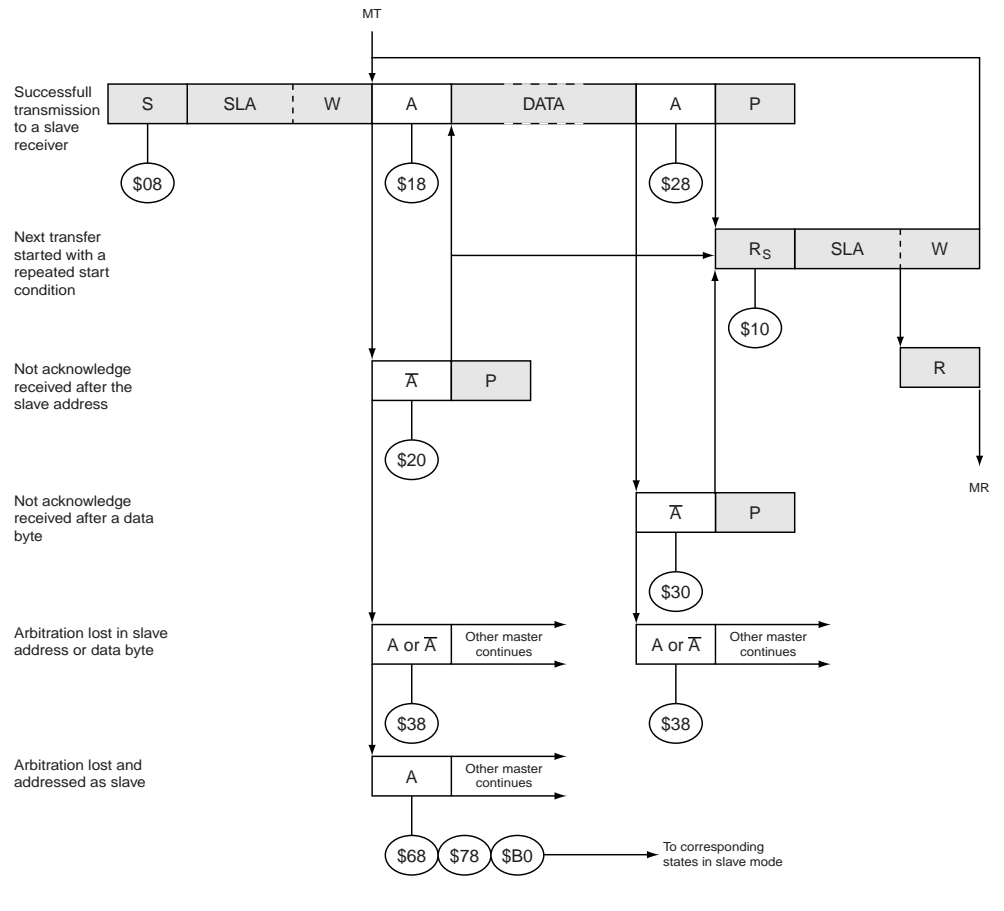 MT
Successfull
transmission
to a slave
receiver
S SLA W A DATA A P
$08 $18 $28
Next transfer
started with a
repeated start
condition
RS SLA W
$10
Not acknowledge
received after the
slave address
A̅ P
R
$20
MR
Not acknowledge
received after a data
byte
A̅ P
$30
Arbitration lost in slave
address or data byte
A or A̅
Other master
continues
A or A̅
Other master
continues
$38 $38
Arbitration lost and
addressed as slave
A
Other master
continues
$68 $78 $B0
To corresponding
states in slave mode